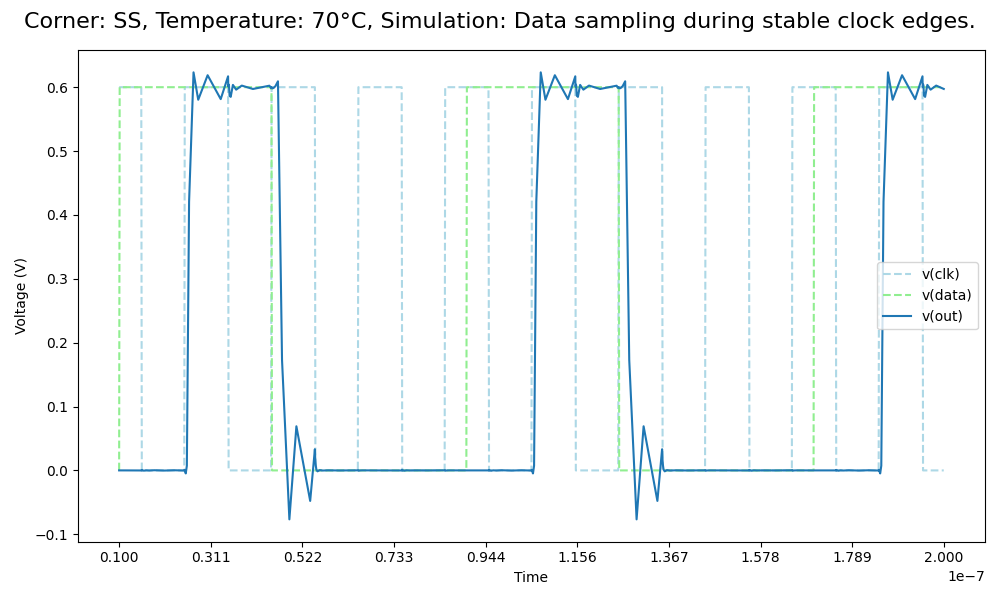 Corner: SS, Temperature: 70°C, Simulation: Data sampling during stable clock edges.
0.6
0.5
0.4
0.3
0.2
0.1
0.0
−0.1
Voltage (V)
v(clk)
v(data)
v(out)
0.100 0.311 0.522 0.733 0.944 1.156 1.367 1.578 1.789 2.000
1e−7
Time